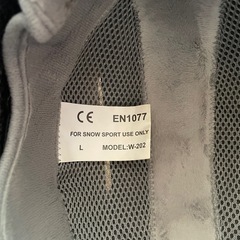 CE EN1077
FOR SNOW SPORT USE ONLY
L MODEL:W-202